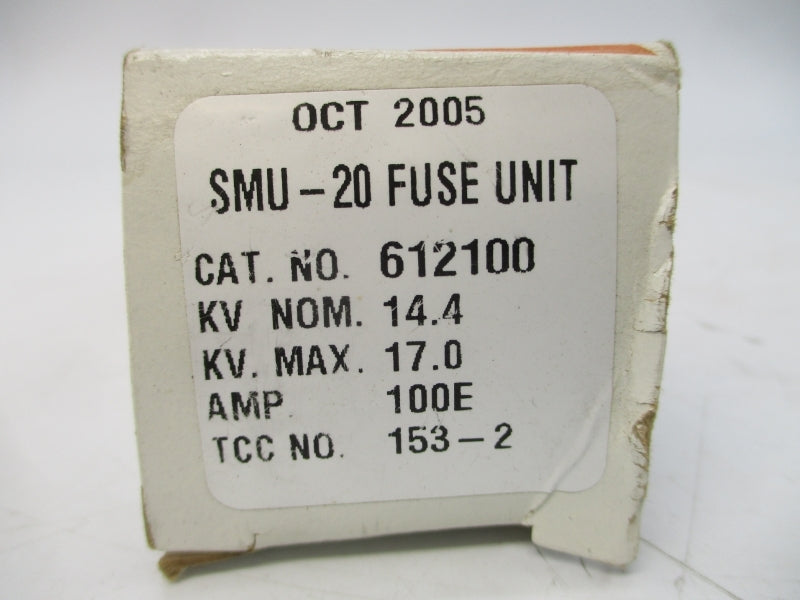 OCT 2005
SMU-20 FUSE UNIT
CAT. NO. 612100
KV NOM. 14.4
KV. MAX. 17.0
AMP. 100E
TCC NO. 153-2